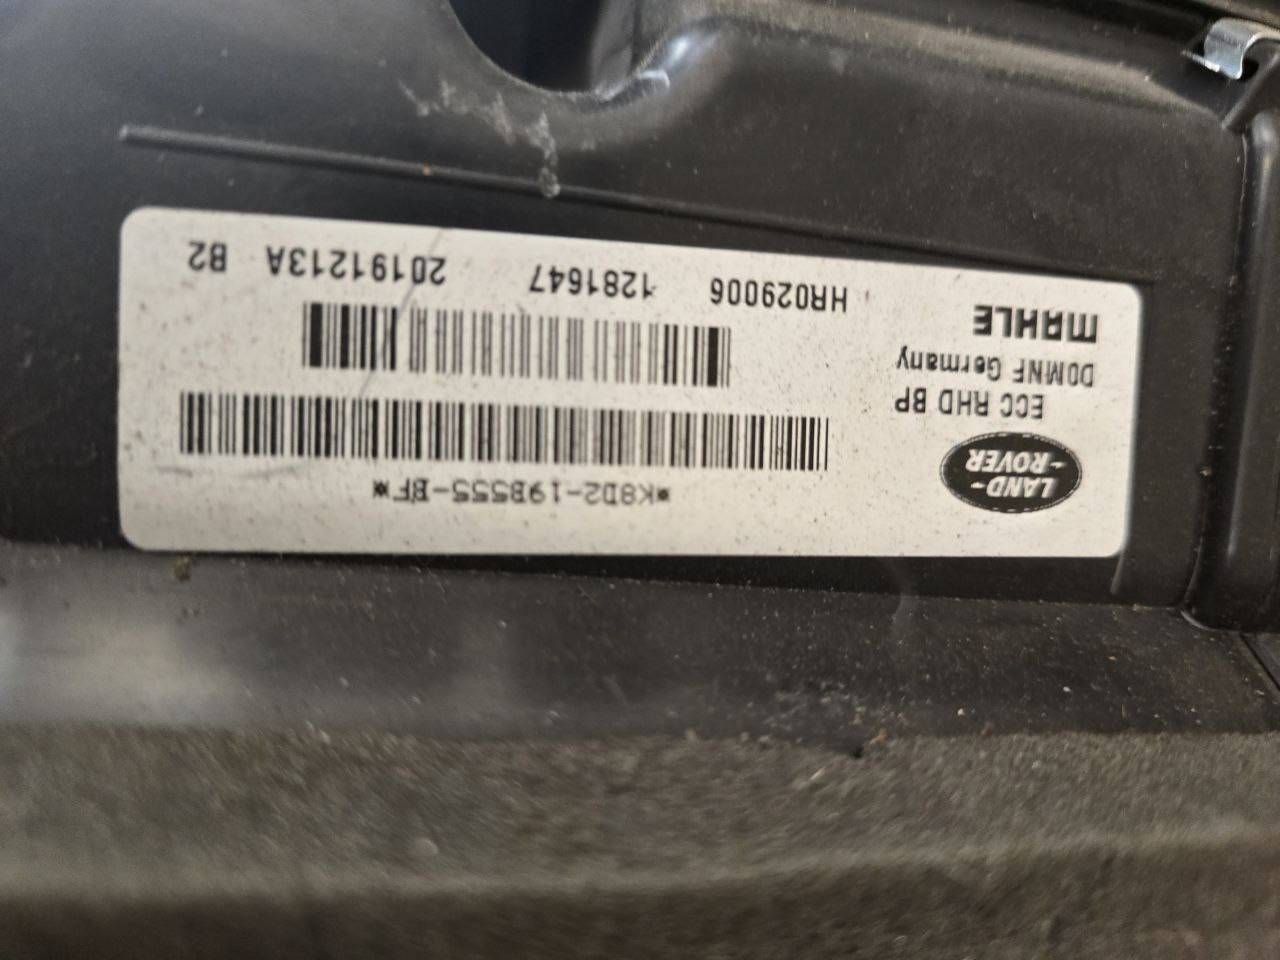 *K8D2-19B555-BF*
LAND-
-ROVER
ECC RHD BP
DOMNF Germany
MAHLE
HR029006 1281647 20191213A B2